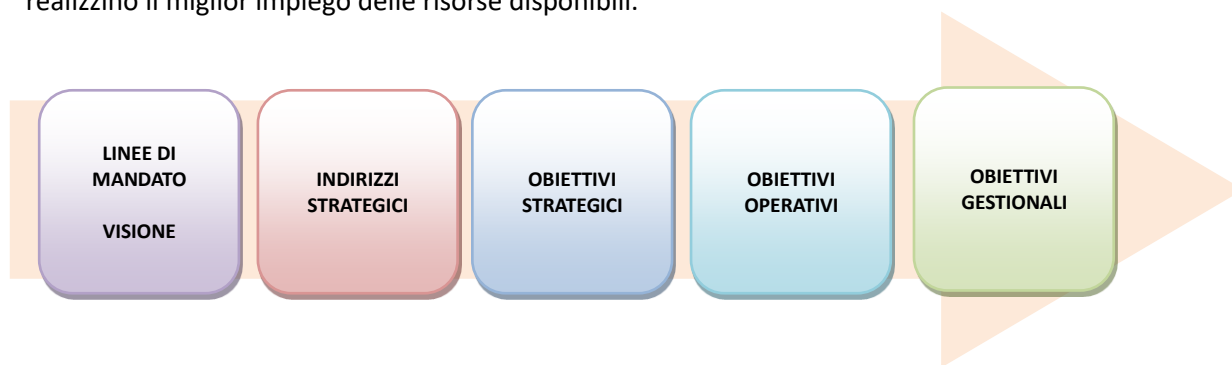 realizzino il miglior impiego delle risorse disponibili.
LINEE DI
MANDATO
VISIONE
INDIRIZZI
STRATEGICI
OBIETTIVI
STRATEGICI
OBIETTIVI
OPERATIVI
OBIETTIVI
GESTIONALI